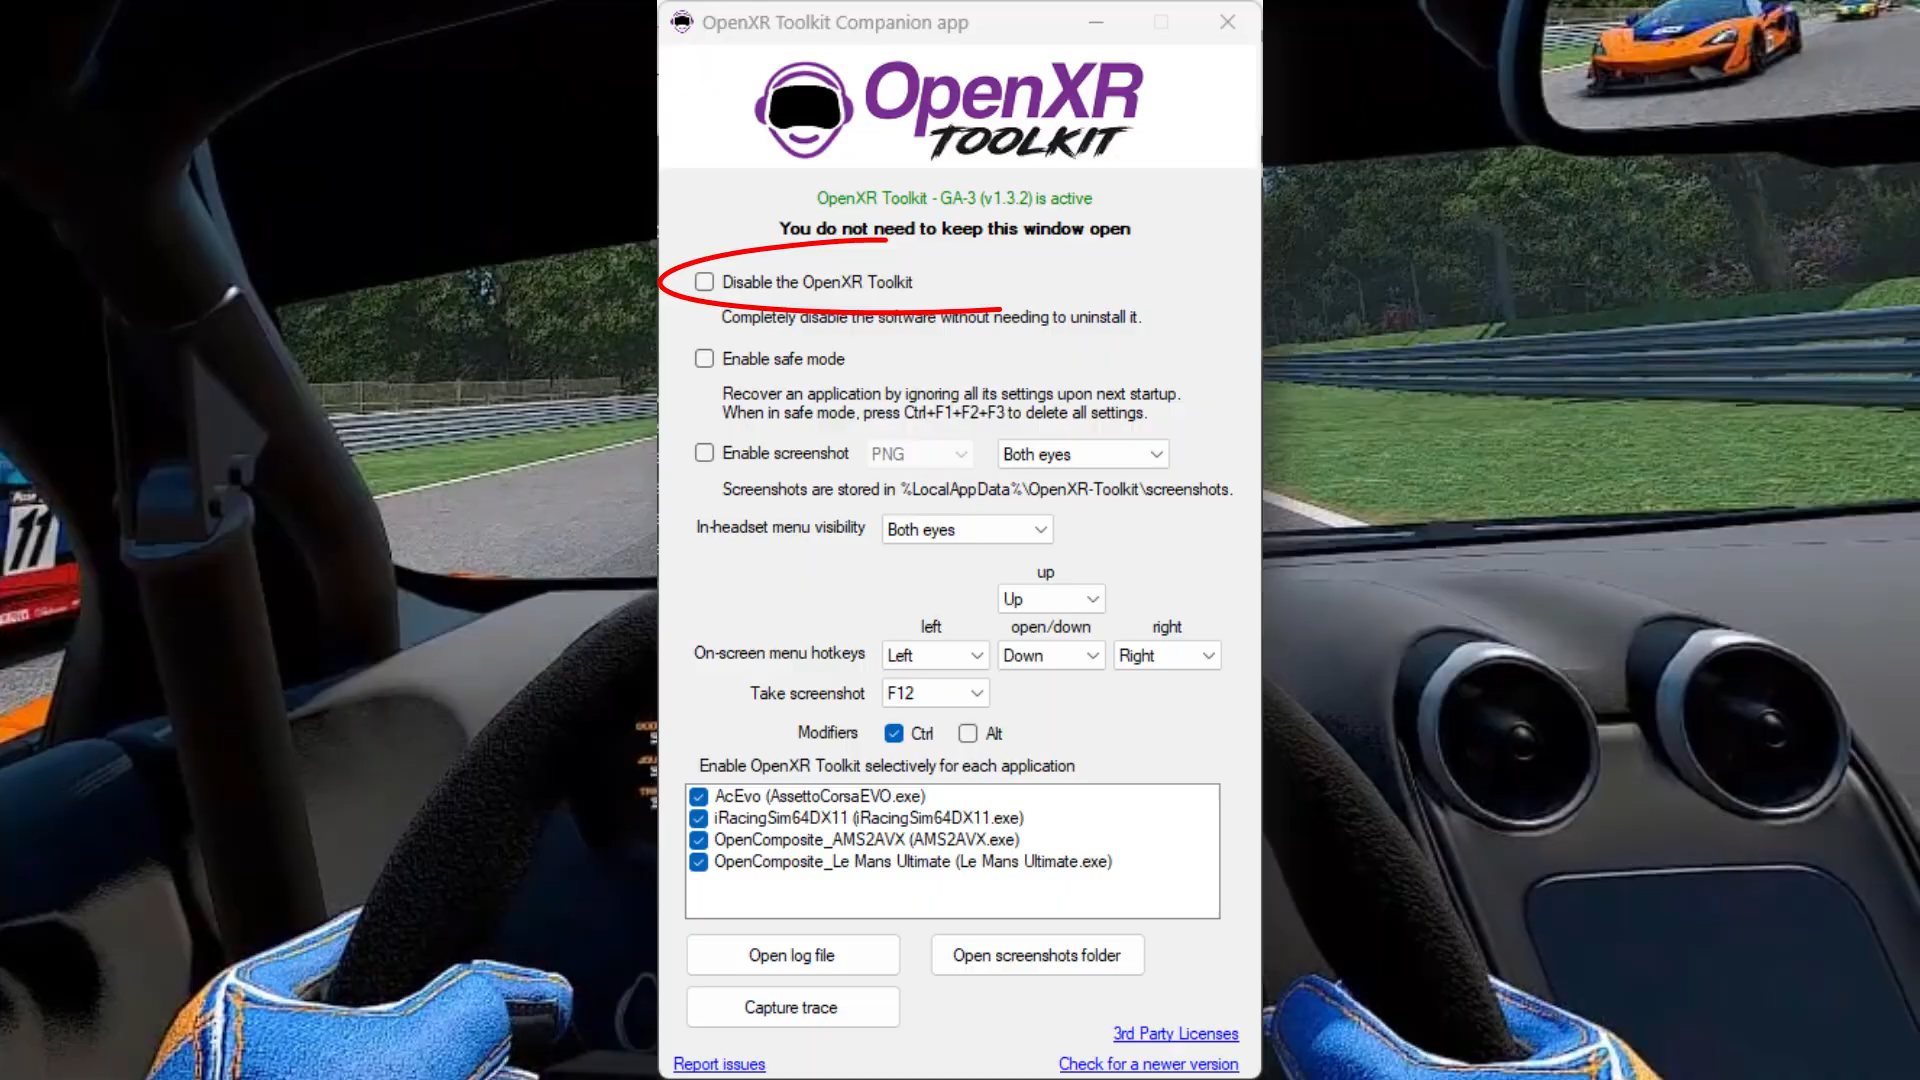 OpenXR Toolkit Companion app
OpenXR
TOOLKIT
OpenXR Toolkit - GA-3 (v1.3.2) is active
You do not need to keep this window open
Disable the OpenXR Toolkit
Completely disable the software without needing to uninstall it.
Enable safe mode
Recover an application by ignoring all its settings upon next startup.
When in safe mode, press Ctrl+F1+F2+F3 to delete all settings.
Enable screenshot PNG Both eyes
Screenshots are stored in %LocalAppData%\OpenXR-Toolkit\screenshots.
In-headset menu visibility Both eyes
up
Up
left open/down right
On-screen menu hotkeys Left Down Right
Take screenshot F12
Modifiers Ctrl Alt
Enable OpenXR Toolkit selectively for each application
AcEvo (AssettoCorsaEVO.exe)
iRacingSim64DX11 (iRacingSim64DX11.exe)
OpenComposite_AMS2AVX (AMS2AVX.exe)
OpenComposite_Le Mans Ultimate (Le Mans Ultimate.exe)
Open log file Open screenshots folder
Capture trace
3rd Party Licenses
Report issues Check for a newer version
11